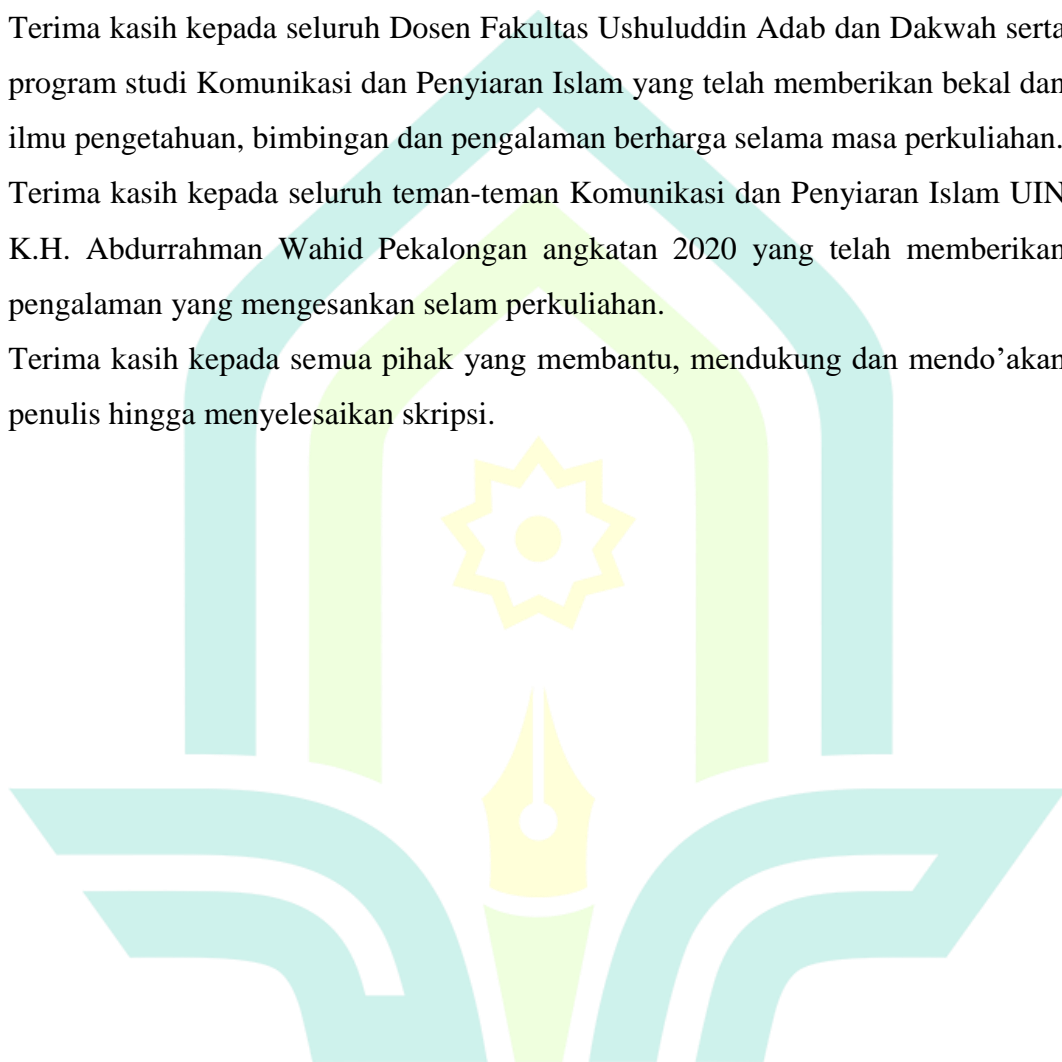 Terima kasih kepada seluruh Dosen Fakultas Ushuluddin Adab dan Dakwah serta
program studi Komunikasi dan Penyiaran Islam yang telah memberikan bekal dan
ilmu pengetahuan, bimbingan dan pengalaman berharga selama masa perkuliahan.
Terima kasih kepada seluruh teman-teman Komunikasi dan Penyiaran Islam UIN
K.H. Abdurrahman Wahid Pekalongan angkatan 2020 yang telah memberikan
pengalaman yang mengesankan selam perkuliahan.
Terima kasih kepada semua pihak yang membantu, mendukung dan mendo’akan
penulis hingga menyelesaikan skripsi.